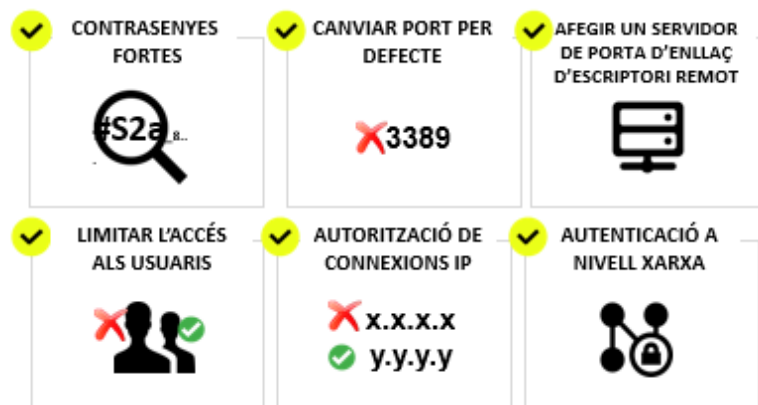 CONTRASENYES
FORTES
#S2a_8...
CANVIAR PORT PER
DEFECTE
3389
AFEGIR UN SERVIDOR
DE PORTA D'ENLLAÇ
D'ESCRIPTORI REMOT
LIMITAR L'ACCÉS
ALS USUARIS
AUTORITZACIÓ DE
CONNEXIONS IP
x.x.x.x
y.y.y.y
AUTENTICACIÓ A
NIVELL XARXA